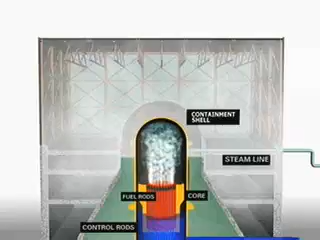 CONTAINMENT
SHELL
STEAM LINE
FUEL RODS
CORE
CONTROL RODS